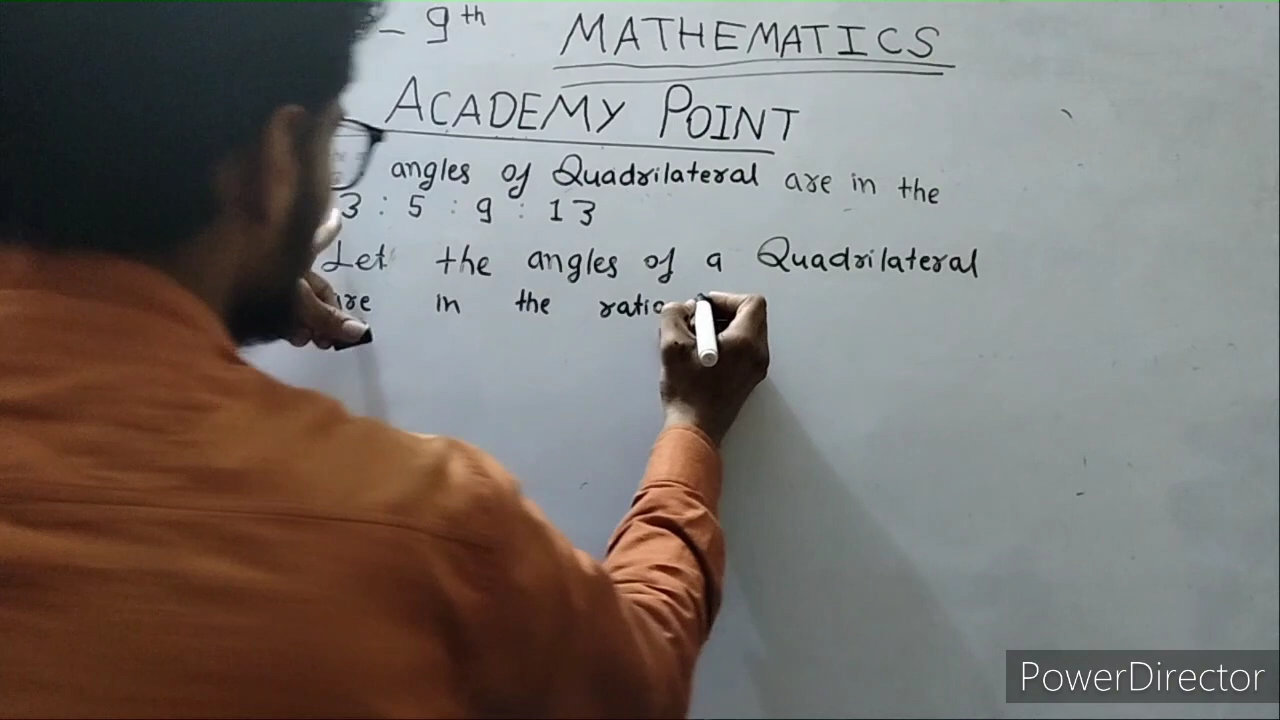 - 9th MATHEMATICS
ACADEMY POINT
angles of Quadrilateral are in the
3 : 5 : 9 : 13
Let the angles of a Quadrilateral
are in the ratio
PowerDirector